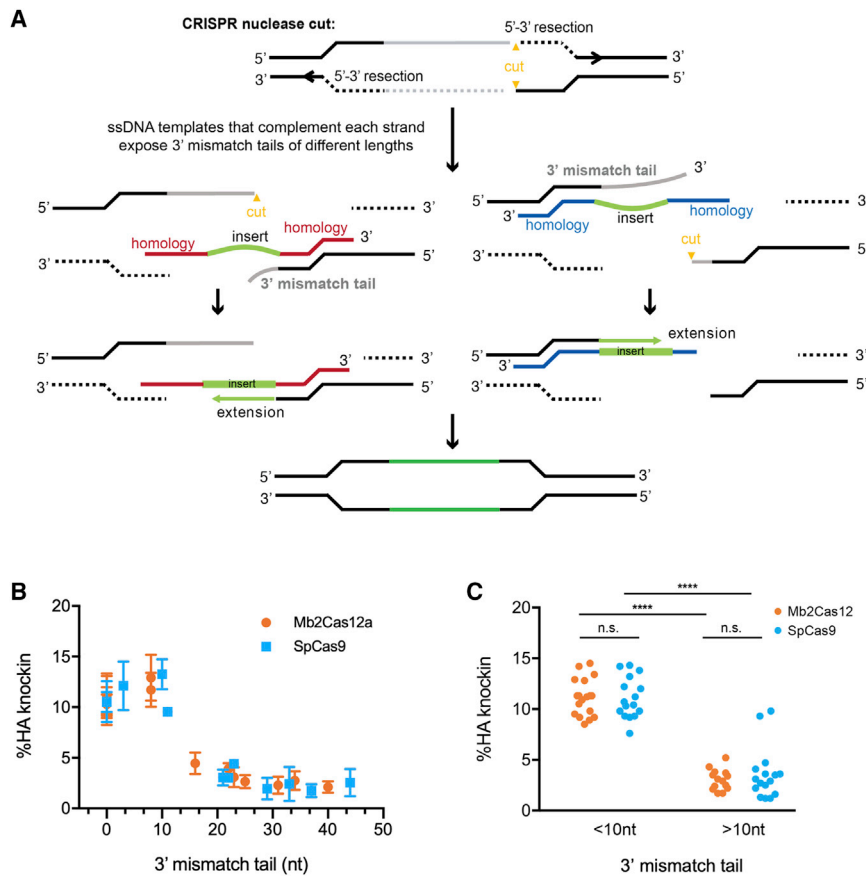 A
CRISPR nuclease cut:
5'-3' resection
5'
3'
3'
5'-3' resection
cut
5'
ssDNA templates that complement each strand
expose 3' mismatch tails of different lengths
3' mismatch tail
3'
5'
cut
3'
5'
3'
homology
insert
homology
3'
homology
insert
homology
3'
5'
cut
3'
5'
3' mismatch tail
5'
3'
3'
insert
3'
5'
extension
5'
extension
3'
insert
3'
3'
5'
5'
3'
3'
5'
B
%HA knockin
20
15
10
5
0
Mb2Cas12a
SpCas9
0 10 20 30 40 50
3' mismatch tail (nt)
C
%HA knockin
20
15
10
5
0
****
****
n.s.
n.s.
Mb2Cas12
SpCas9
<10nt >10nt
3' mismatch tail